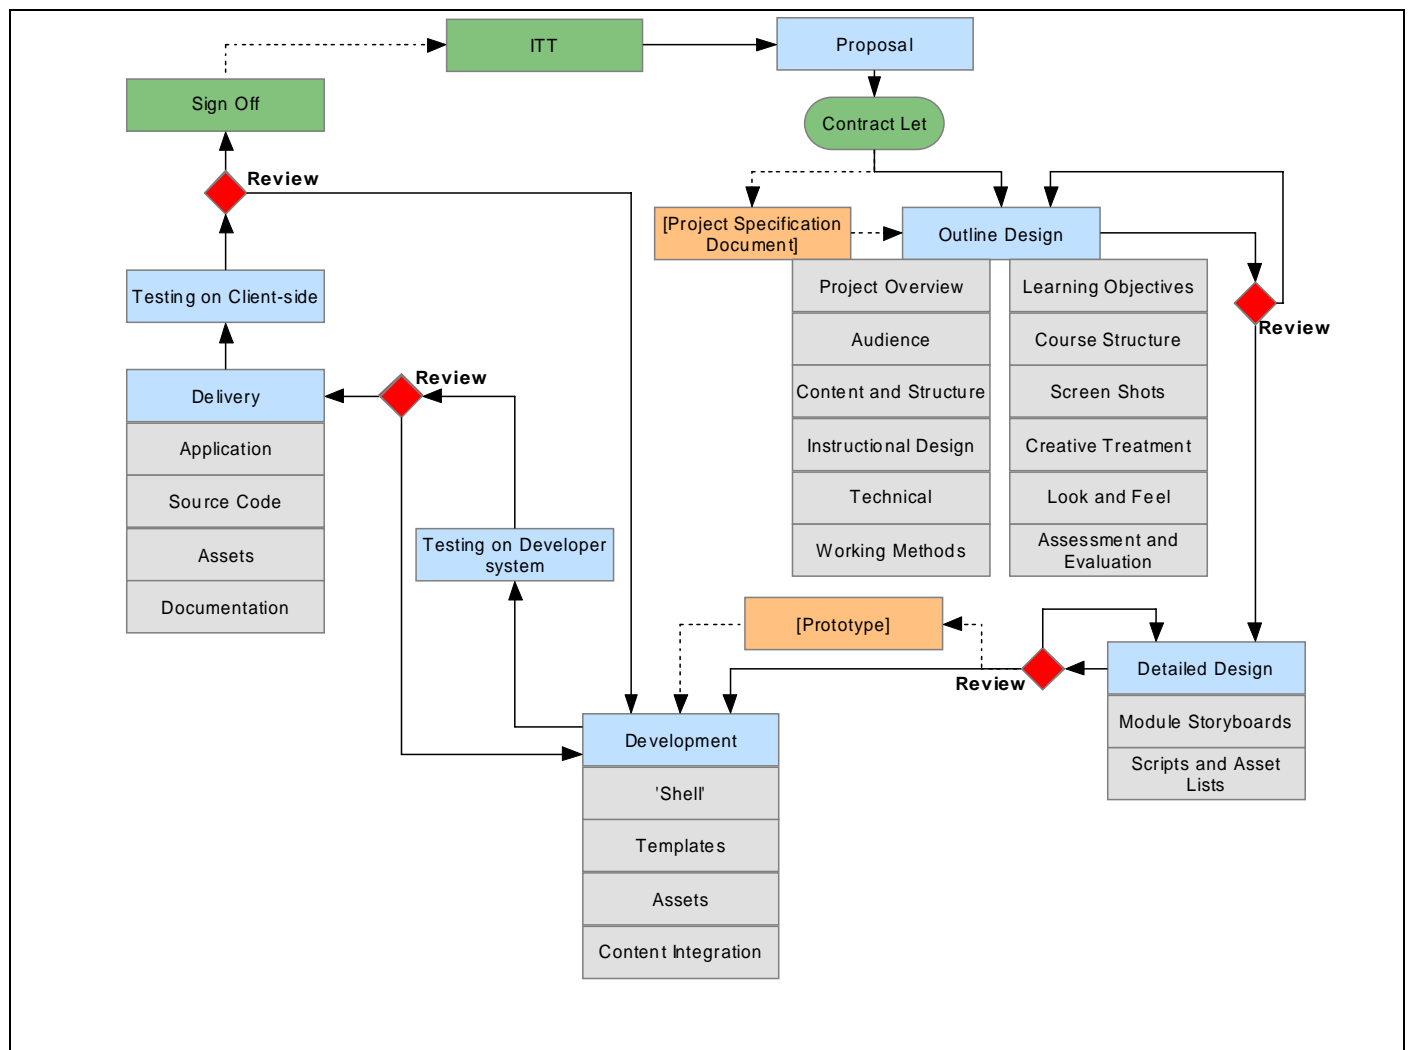 ITT
Proposal
Sign Off
Contract Let
Review
[Project Specification
Document]
Outline Design
Testing on Client-side
Project Overview
Learning Objectives
Review
Audience
Course Structure
Review
Delivery
Content and Structure
Screen Shots
Application
Instructional Design
Creative Treatment
Source Code
Technical
Look and Feel
Testing on Developer
system
Assets
Working Methods
Assessment and
Evaluation
Documentation
[Prototype]
Review
Detailed Design
Module Storyboards
Scripts and Asset
Lists
Development
'Shell'
Templates
Assets
Content Integration